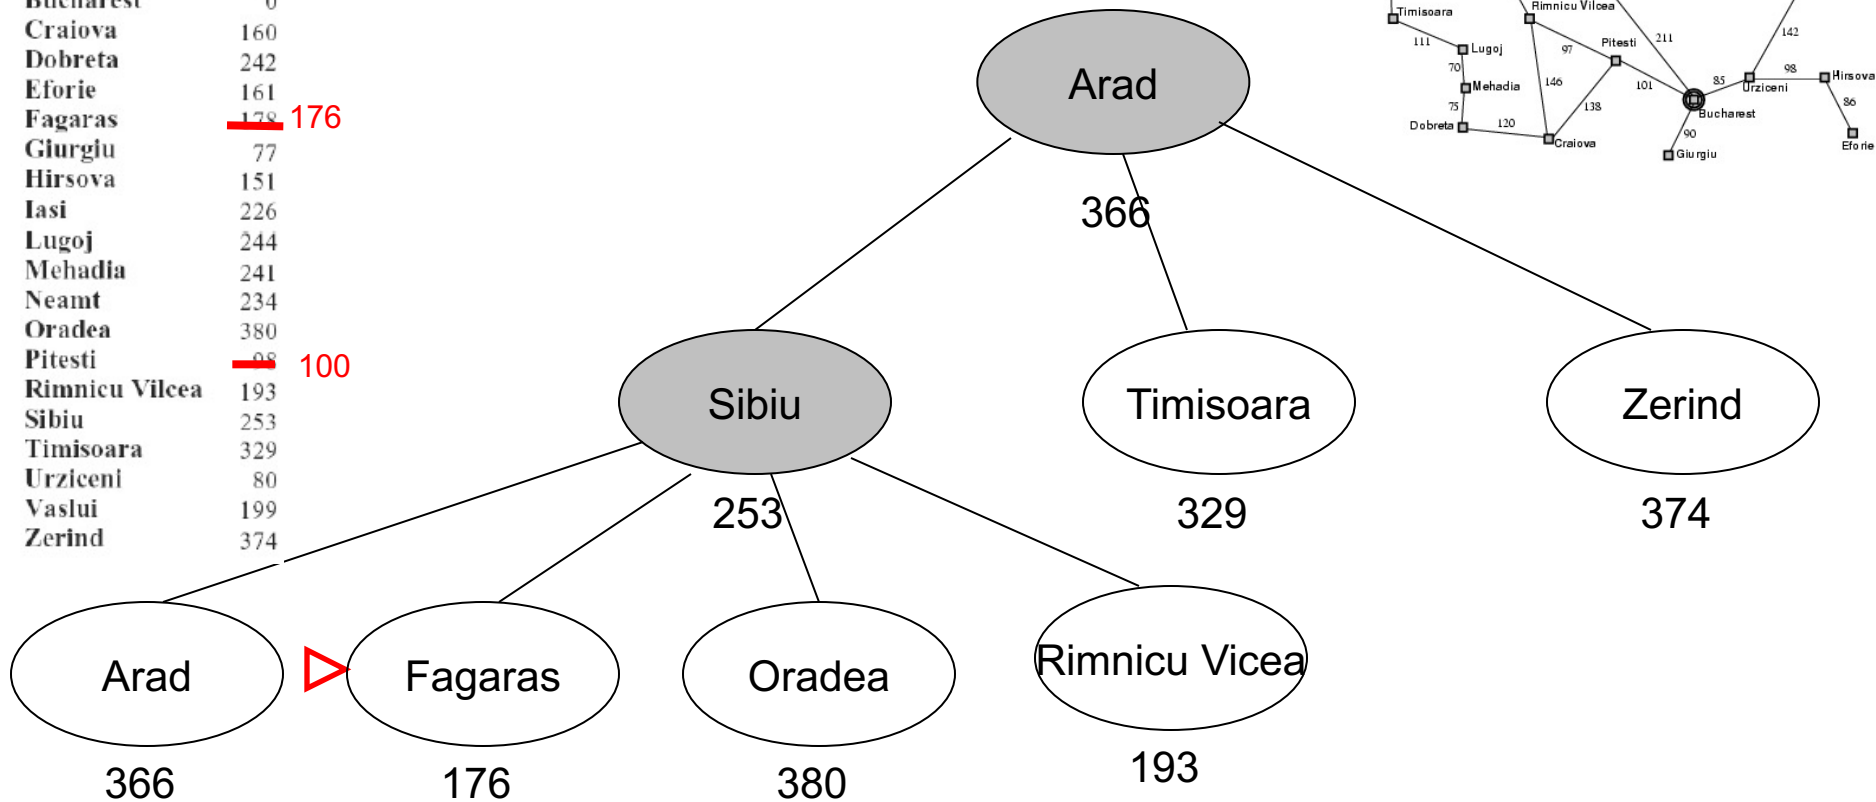 Bucharest 0
Craiova 160
Dobreta 242
Eforie 161
Fagaras 178 176
Giurgiu 77
Hirsova 151
Iasi 226
Lugoj 244
Mehadia 241
Neamt 234
Oradea 380
Pitesti 98 100
Rimnicu Vilcea 193
Sibiu 253
Timisoara 329
Urziceni 80
Vaslui 199
Zerind 374
Arad
366
Sibiu
253
Timisoara
329
Zerind
374
Arad
366
Fagaras
176
Oradea
380
Rimnicu Vicea
193
Timisoara
Rimnicu Vilcea
111
Lugoj
97
Pitesti
211
142
70
Mehadia
146
101
85
98
Hirsova
Urziceni
75
138
86
Bucharest
Dobreta
120
Craiova
90
Giurgiu
Eforie